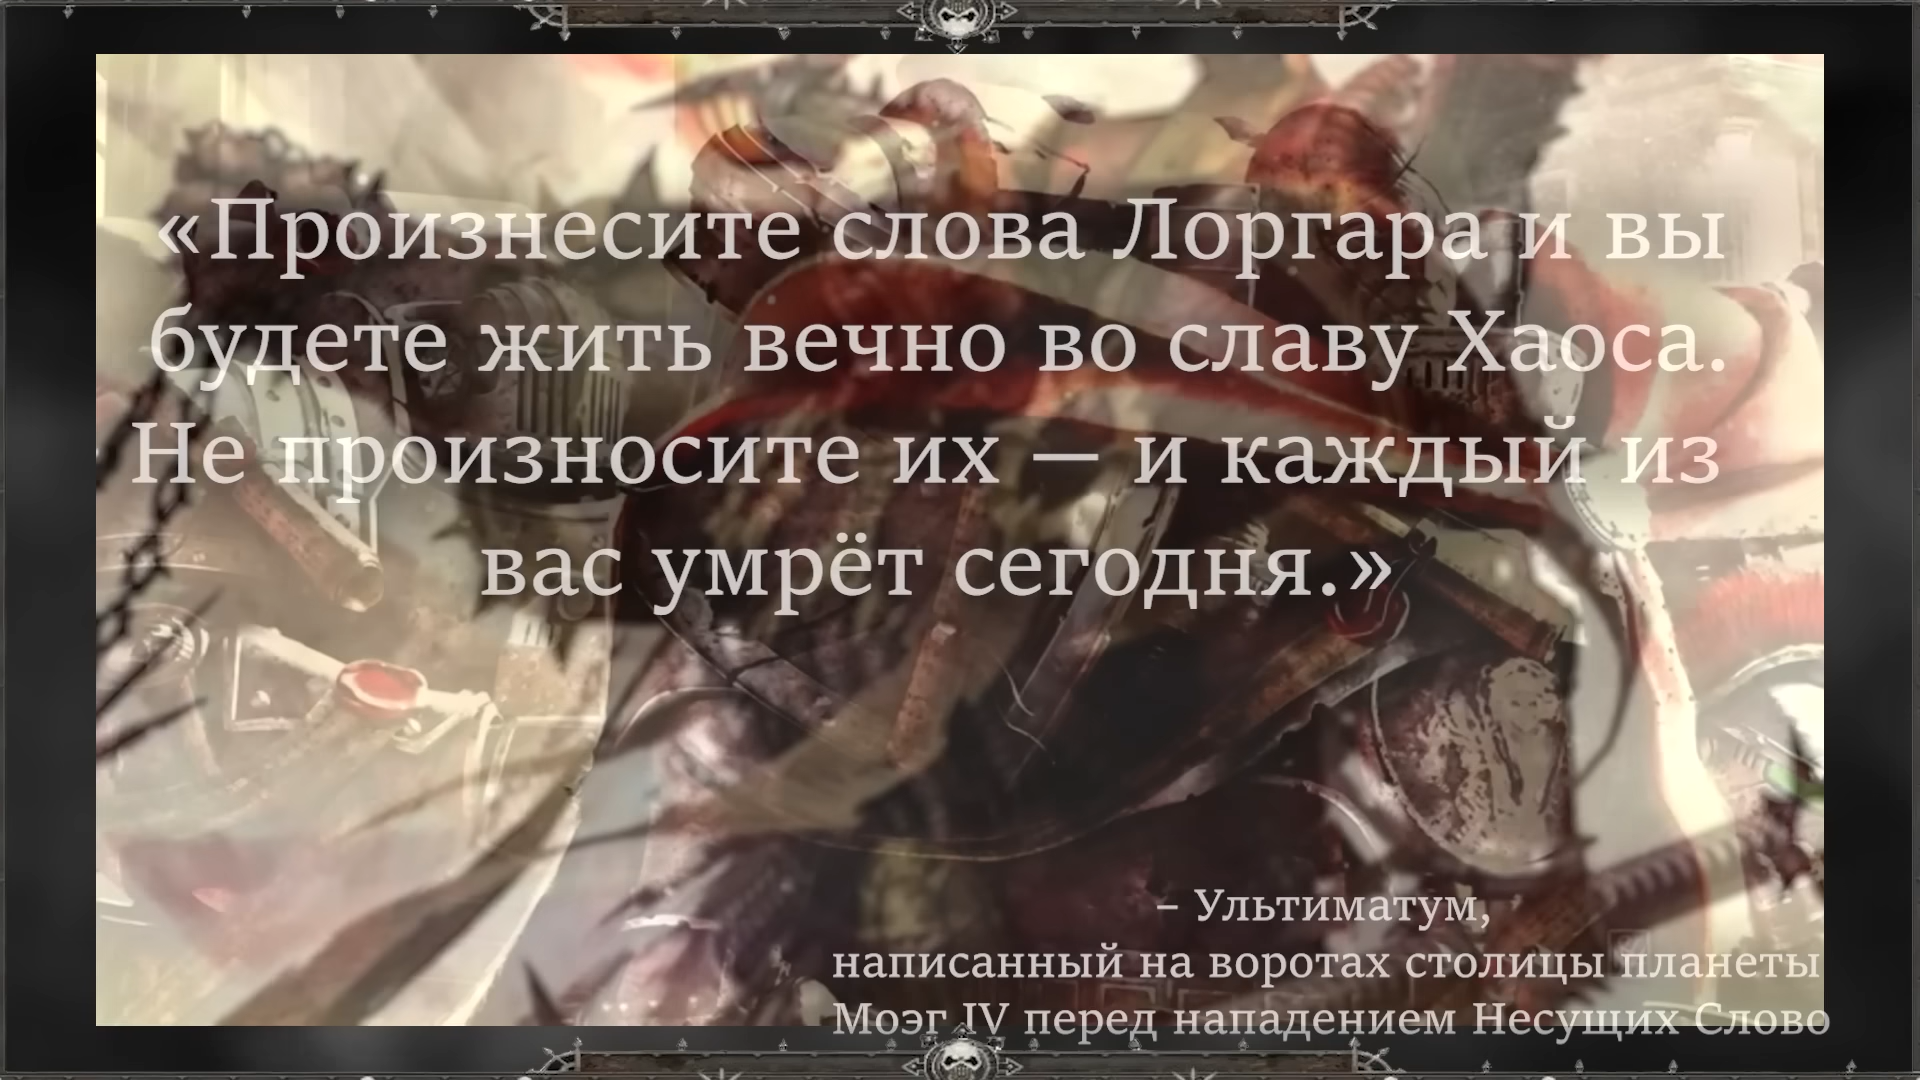 «Произнесите слова Лоргара и вы
будете жить вечно во славу Хаоса.
Не произносите их — и каждый из
вас умрёт сегодня.»
– Ультиматум,
написанный на воротах столицы планеты
Моэг IV перед нападением Несущих Слово